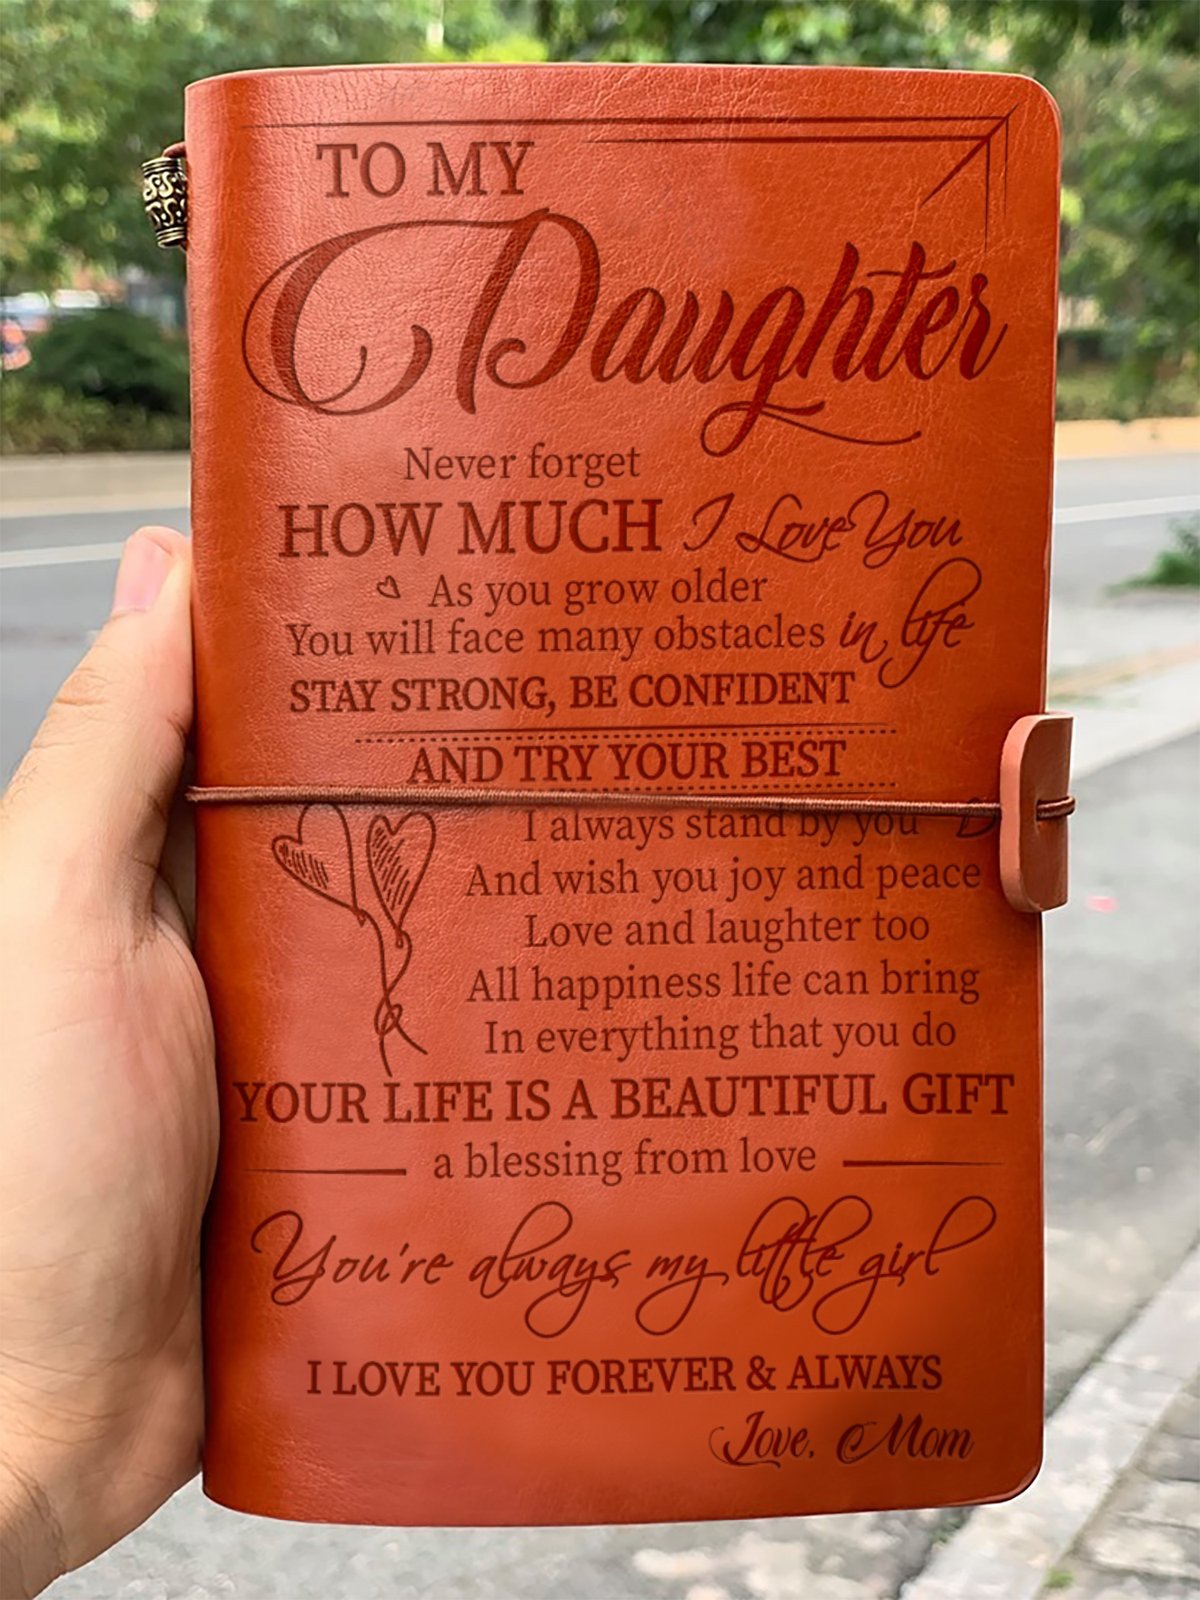 TO MY
Daughter
Never forget
HOW MUCH I Love You
As you grow older
You will face many obstacles in life
STAY STRONG, BE CONFIDENT
AND TRY YOUR BEST
I always stand by you
And wish you joy and peace
Love and laughter too
All happiness life can bring
In everything that you do
YOUR LIFE IS A BEAUTIFUL GIFT
a blessing from love
You're always my little girl
I LOVE YOU FOREVER & ALWAYS
Love, Mom